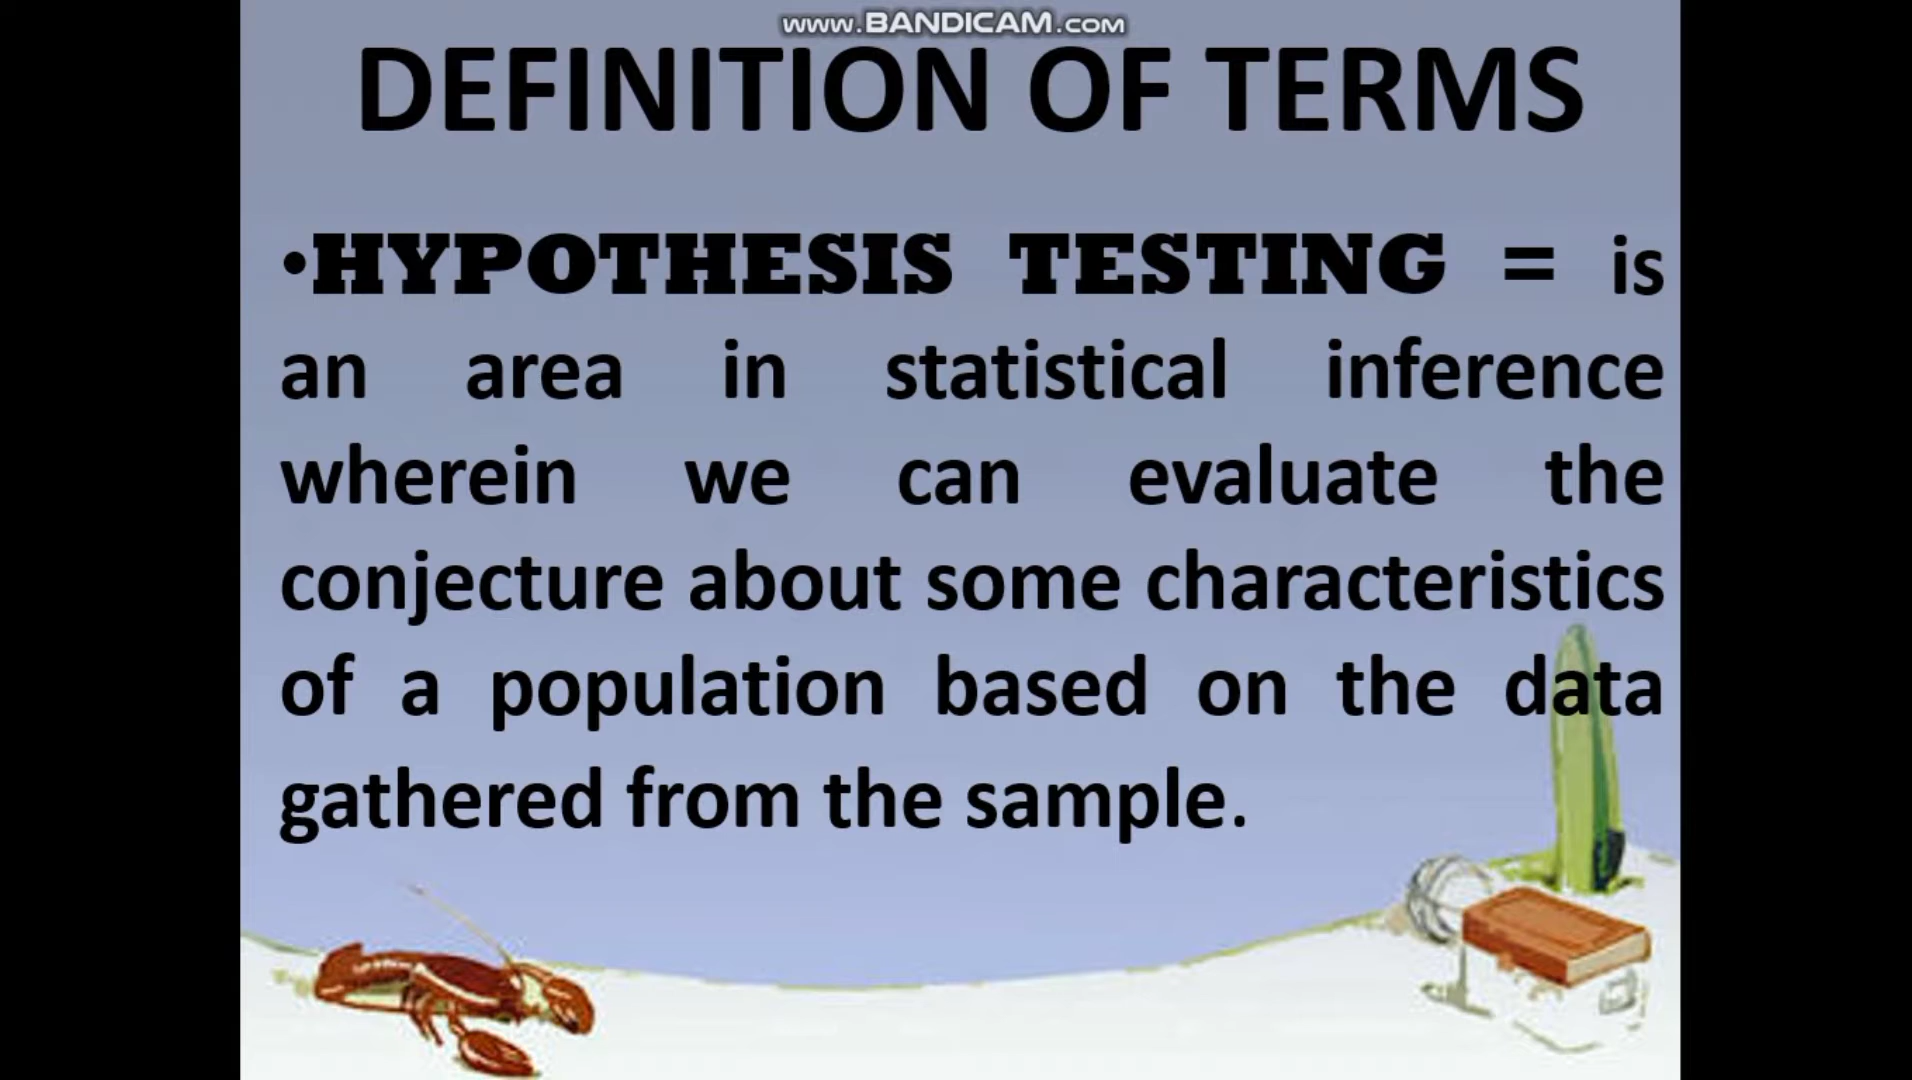 www.BANDICAM.com
DEFINITION OF TERMS
•HYPOTHESIS TESTING = is
an area in statistical inference
wherein we can evaluate the
conjecture about some characteristics
of a population based on the data
gathered from the sample.